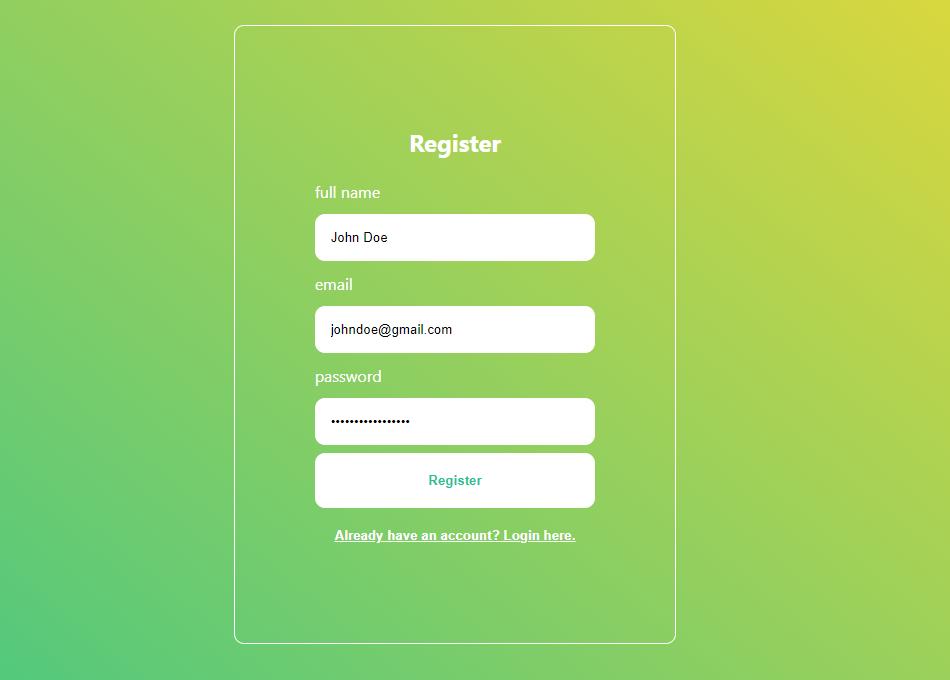 Register
full name
John Doe
email
johndoe@gmail.com
password
•••••••••••••••••
Register
Already have an account? Login here.